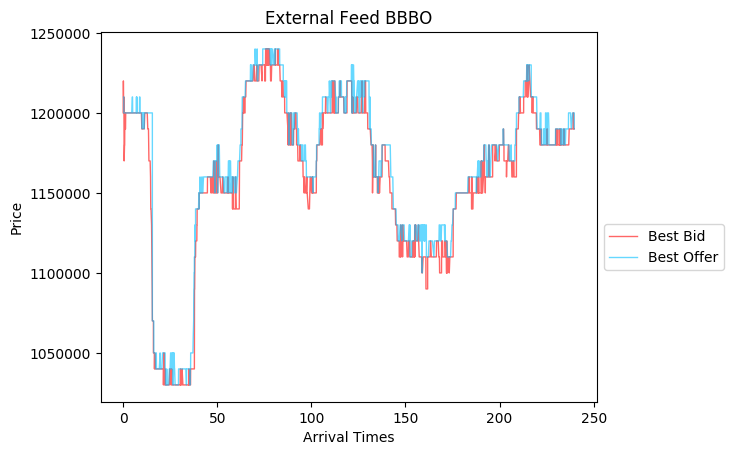 External Feed BBBO
1250000
1200000
1150000
1100000
1050000
Price
0 50 100 150 200 250
Arrival Times
Best Bid
Best Offer